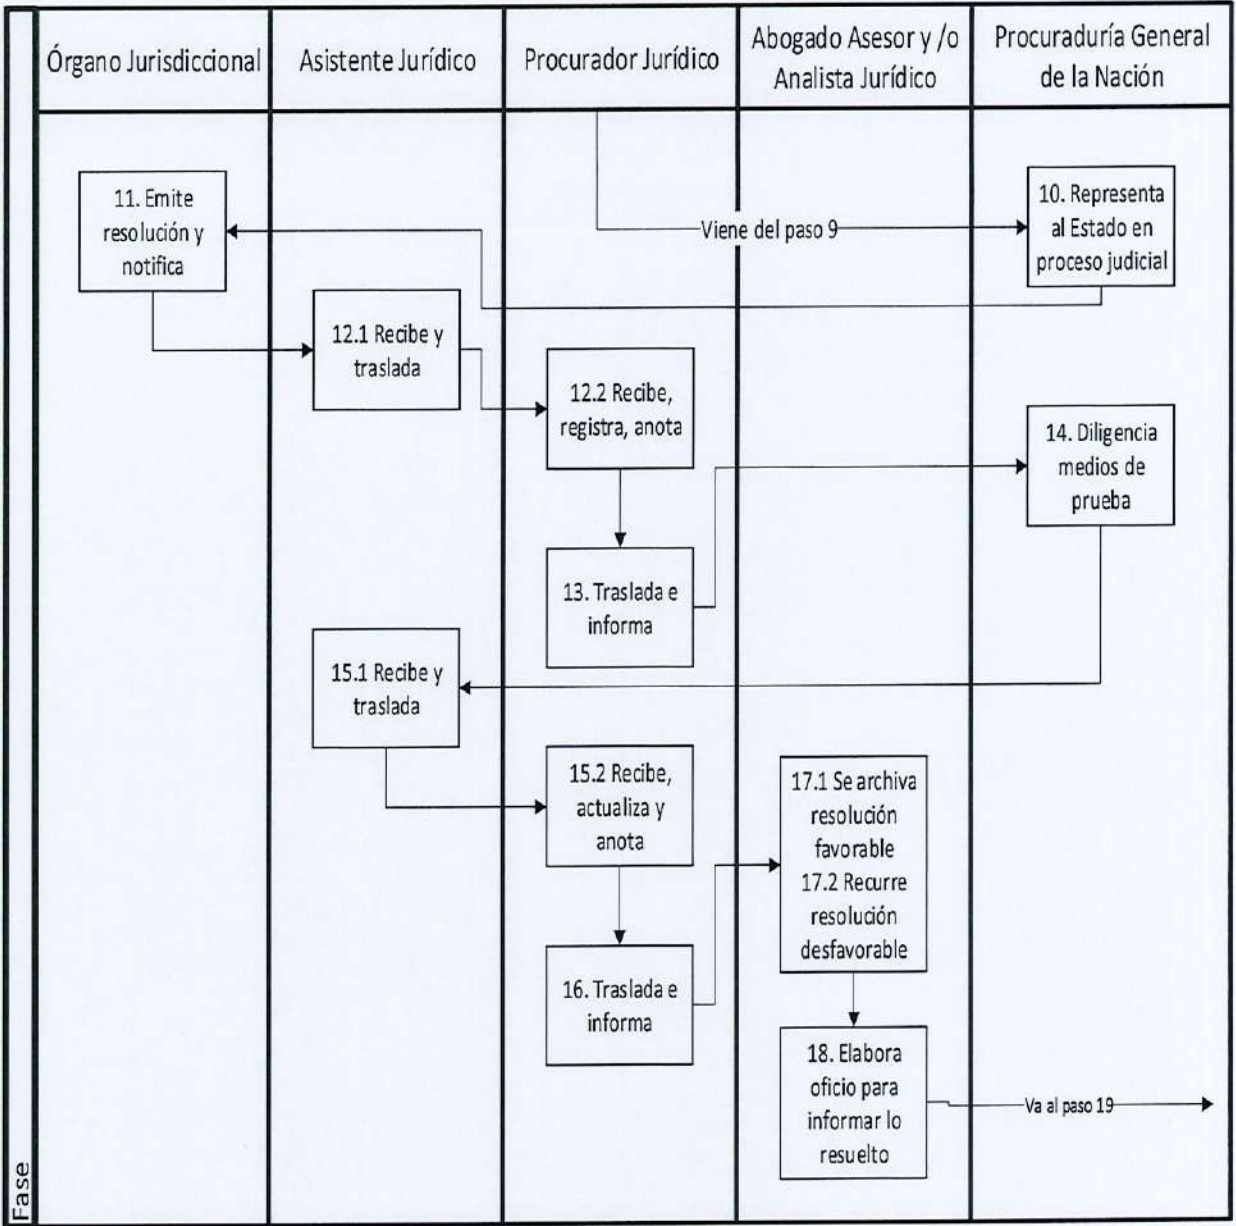 Órgano Jurisdiccional
Asistente Jurídico
Procurador Jurídico
Abogado Asesor y /o
Analista Jurídico
Procuraduría General
de la Nación
11. Emite
resolución y
notifica
Viene del paso 9
10. Representa
al Estado en
proceso judicial
12.1 Recibe y
traslada
12.2 Recibe,
registra, anota
14. Diligencia
medios de
prueba
13. Traslada e
informa
15.1 Recibe y
traslada
15.2 Recibe,
actualiza y
anota
17.1 Se archiva
resolución
favorable
17.2 Recurre
resolución
desfavorable
16. Traslada e
informa
18. Elabora
oficio para
informar lo
resuelto
Va al paso 19
Fase